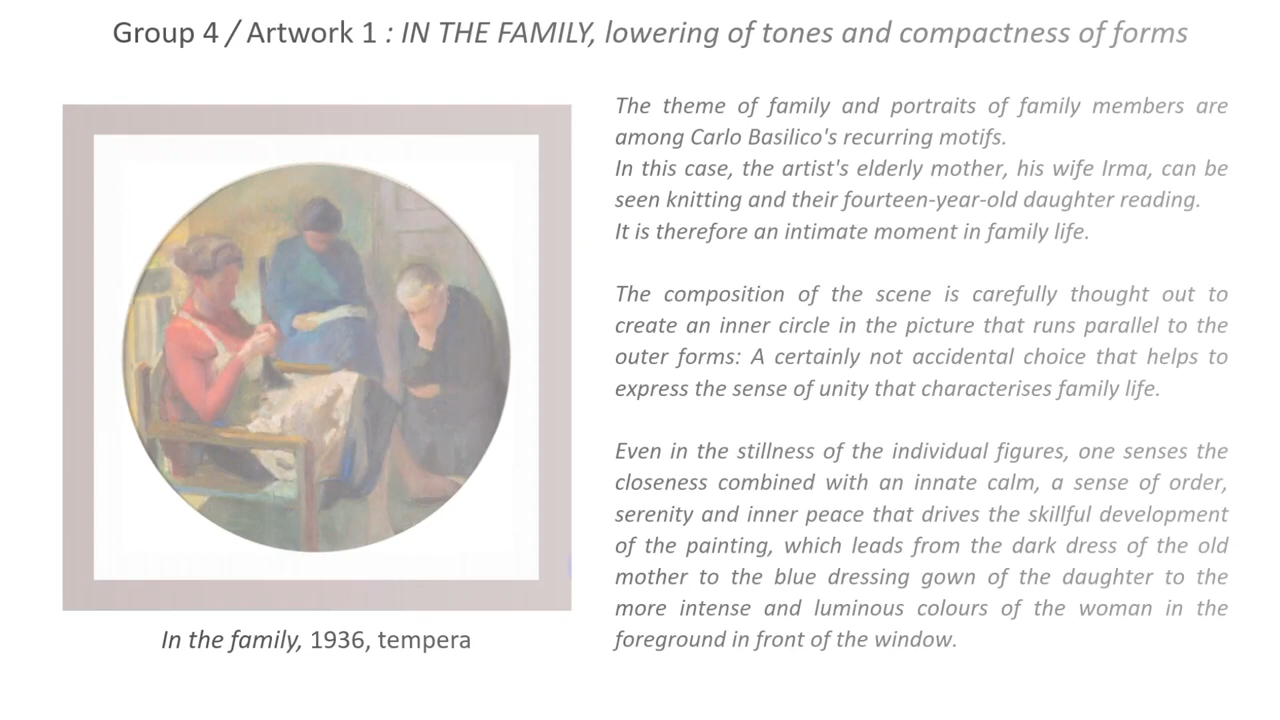 Group 4 / Artwork 1 : IN THE FAMILY, lowering of tones and compactness of forms
The theme of family and portraits of family members are
among Carlo Basilico's recurring motifs.
In this case, the artist's elderly mother, his wife Irma, can be
seen knitting and their fourteen-year-old daughter reading.
It is therefore an intimate moment in family life.
The composition of the scene is carefully thought out to
create an inner circle in the picture that runs parallel to the
outer forms: A certainly not accidental choice that helps to
express the sense of unity that characterises family life.
Even in the stillness of the individual figures, one senses the
closeness combined with an innate calm, a sense of order,
serenity and inner peace that drives the skillful development
of the painting, which leads from the dark dress of the old
mother to the blue dressing gown of the daughter to the
more intense and luminous colours of the woman in the
foreground in front of the window.
In the family, 1936, tempera